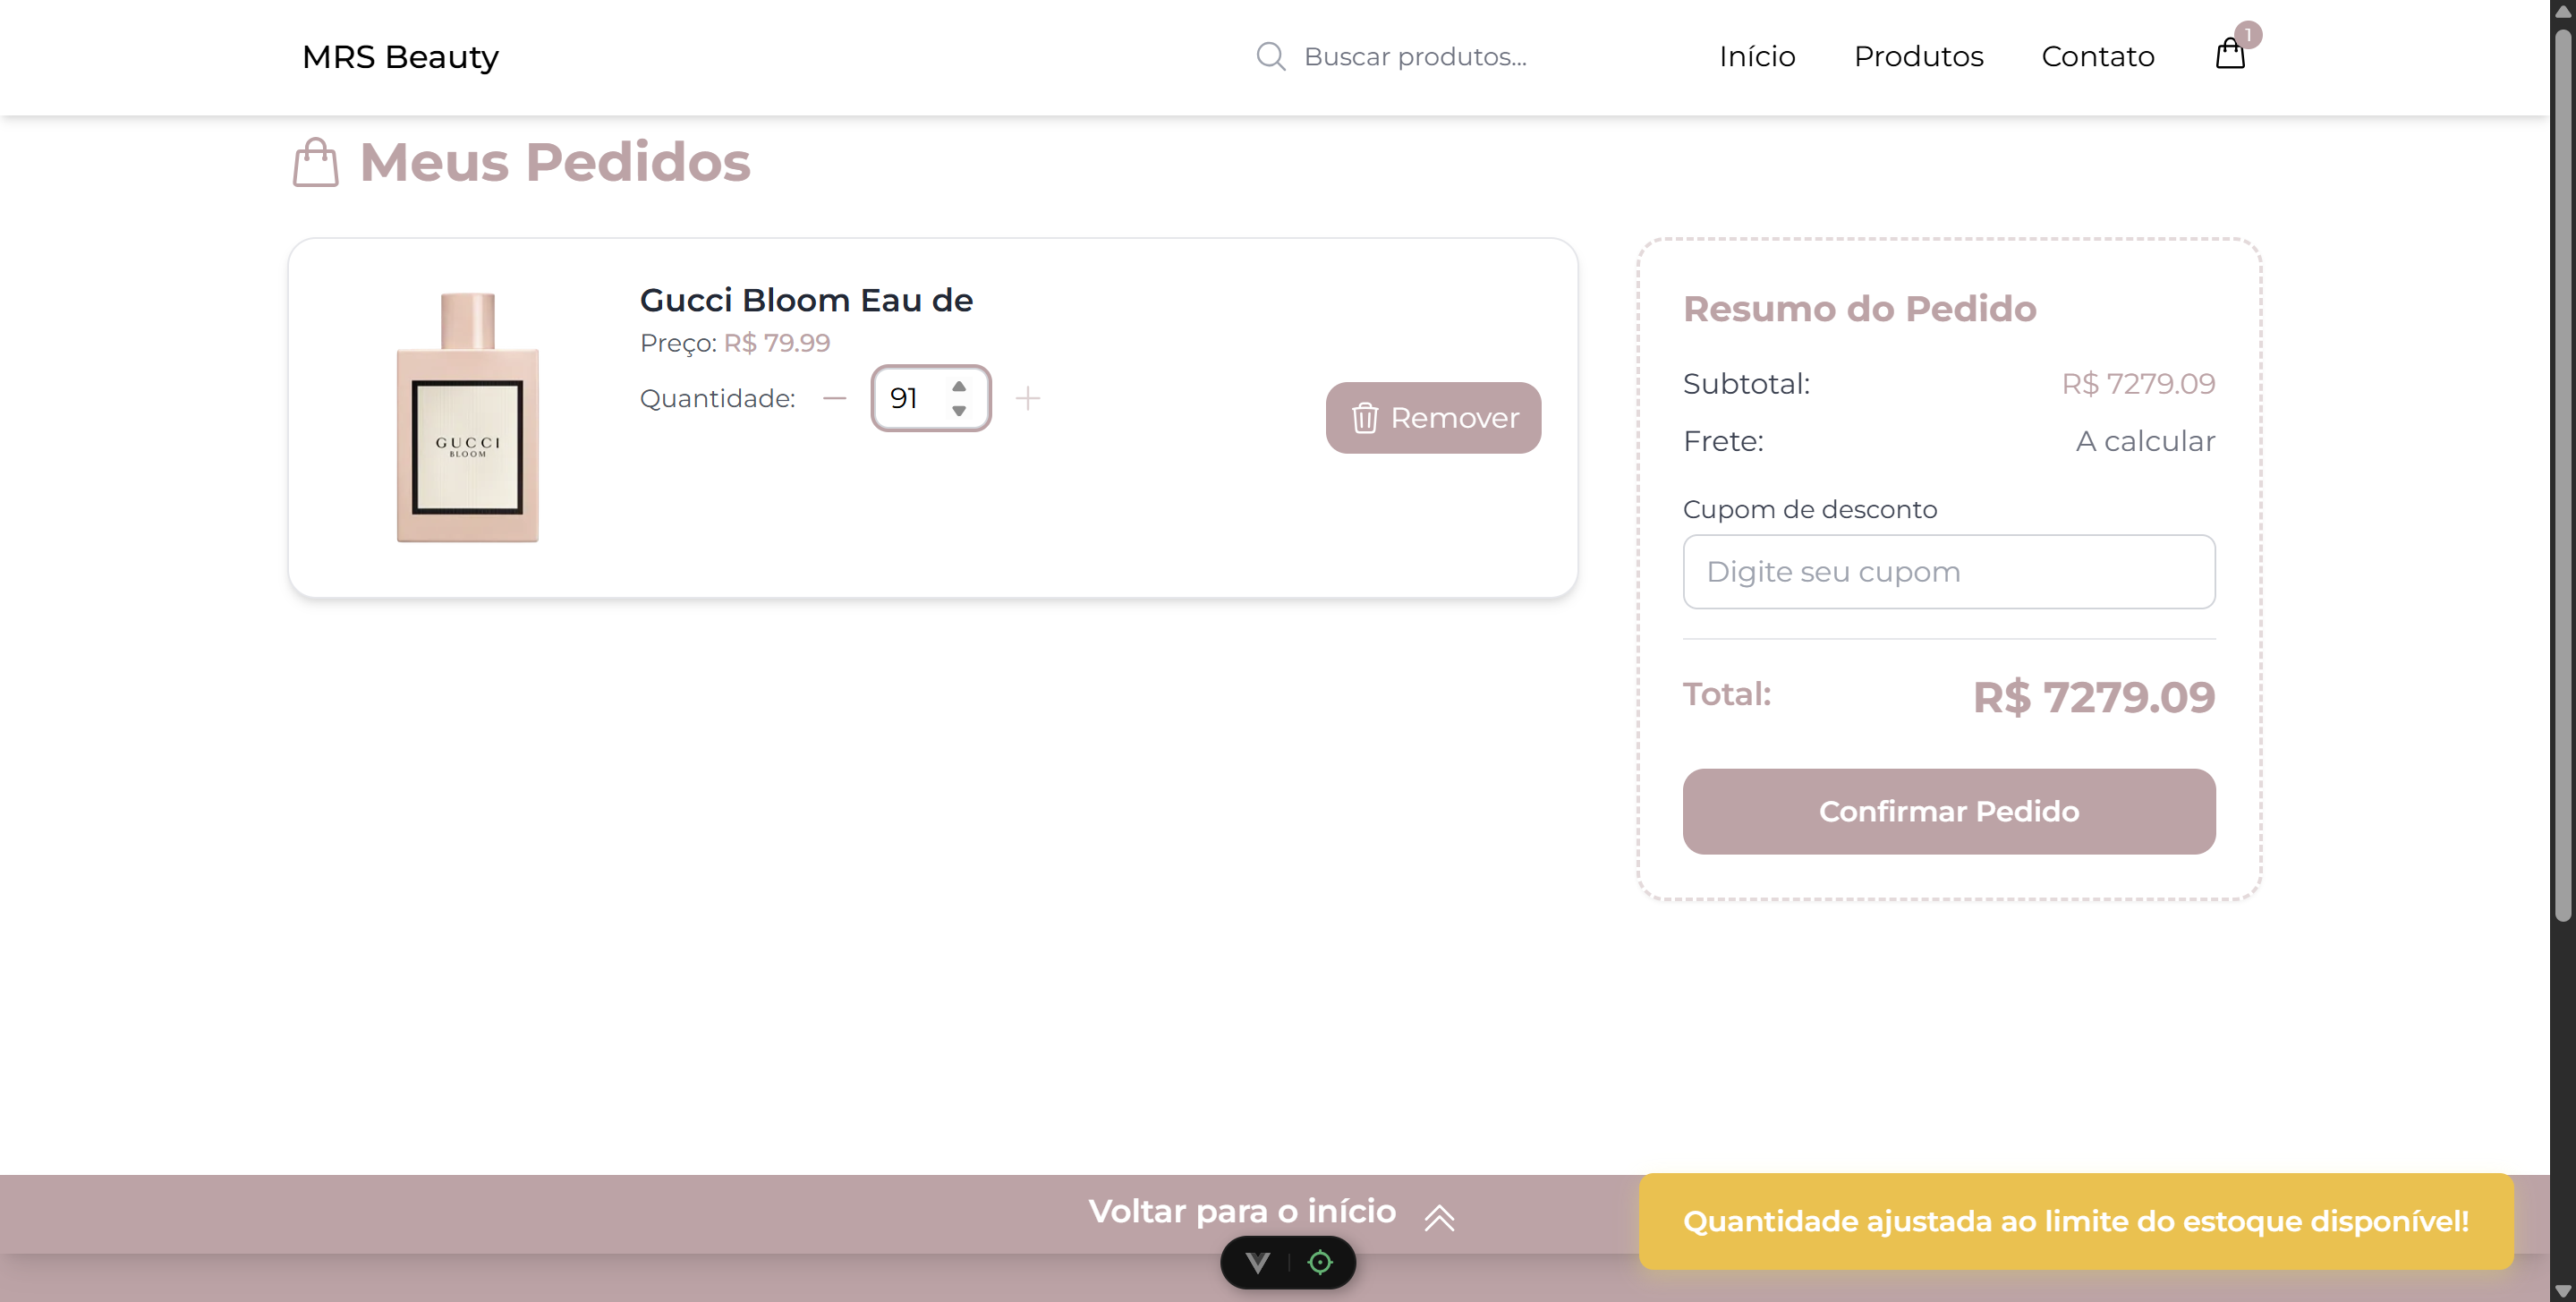 MRS Beauty
Buscar produtos...
Início
Produtos
Contato
1
Meus Pedidos
GUCCI
BLOOM
Gucci Bloom Eau de
Preço: R$ 79.99
Quantidade: 91
Remover
Resumo do Pedido
Subtotal: R$ 7279.09
Frete: A calcular
Cupom de desconto
Digite seu cupom
Total: R$ 7279.09
Confirmar Pedido
Voltar para o início
Quantidade ajustada ao limite do estoque disponível!